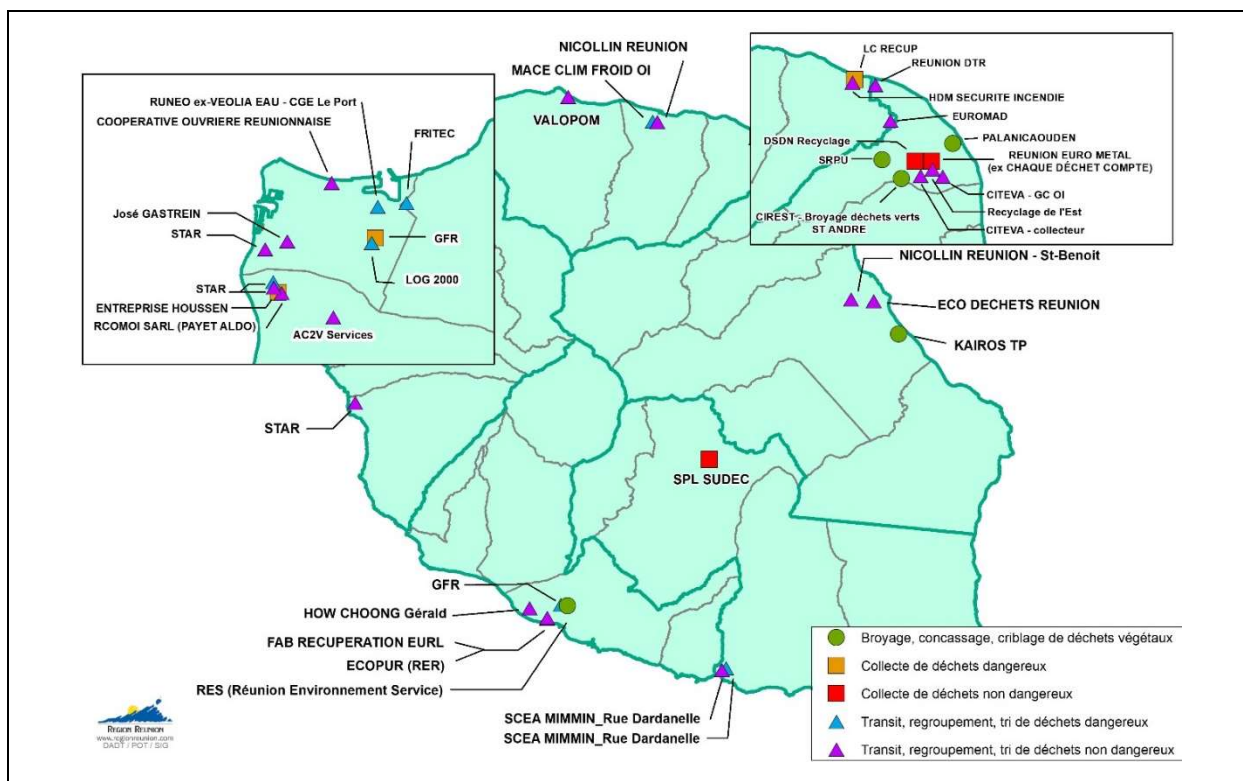 NICOLLIN REUNION
MACE CLIM FROID OI
VALOPOM
RUNEO ex-VEOLIA EAU - CGE Le Port
COOPERATIVE OUVRIERE REUNIONNAISE
FRITEC
José GASTREIN
STAR
GFR
LOG 2000
STAR
ENTREPRISE HOUSSEN
RCOMOI SARL (PAYET ALDO)
AC2V Services
LC RECUP
REUNION DTR
HDM SECURITE INCENDIE
EUROMAD
PALANICAOUDEN
DSDN Recyclage
SRPU
REUNION EURO METAL
(ex CHAQUE DÉCHET COMPTE)
CITEVA - GC OI
Recyclage de l'Est
CITEVA - collecteur
CIREST - Broyage déchets verts
ST ANDRE
NICOLLIN REUNION - St-Benoit
ECO DECHETS REUNION
KAIROS TP
STAR
SPL SUDEC
GFR
HOW CHOONG Gérald
FAB RECUPERATION EURL
ECOPUR (RER)
RES (Réunion Environnement Service)
SCEA MIMMIN_Rue Dardanelle
SCEA MIMMIN_Rue Dardanelle
Broyage, concassage, criblage de déchets végétaux
Collecte de déchets dangereux
Collecte de déchets non dangereux
Transit, regroupement, tri de déchets dangereux
Transit, regroupement, tri de déchets non dangereux
REGION REUNION
www.regionreunion.com
DADT / POT / SIG